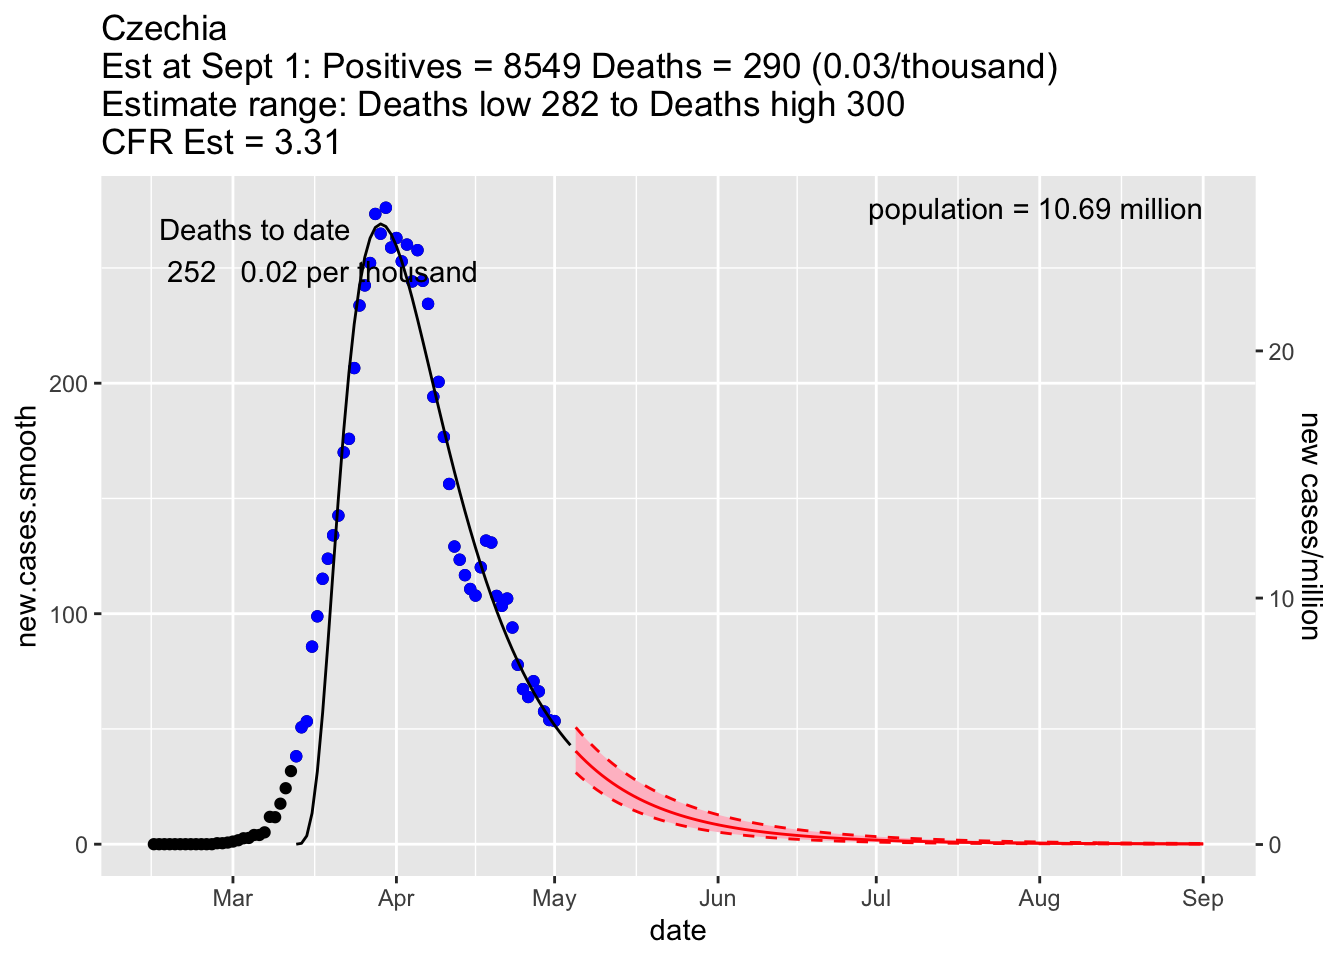 Czechia
Est at Sept 1: Positives = 8549 Deaths = 290 (0.03/thousand)
Estimate range: Deaths low 282 to Deaths high 300
CFR Est = 3.31
Deaths to date
252 0.02 per thousand
population = 10.69 million
new.cases.smooth
200
100
0
new cases/million
20
10
0
Mar Apr May Jun Jul Aug Sep
date